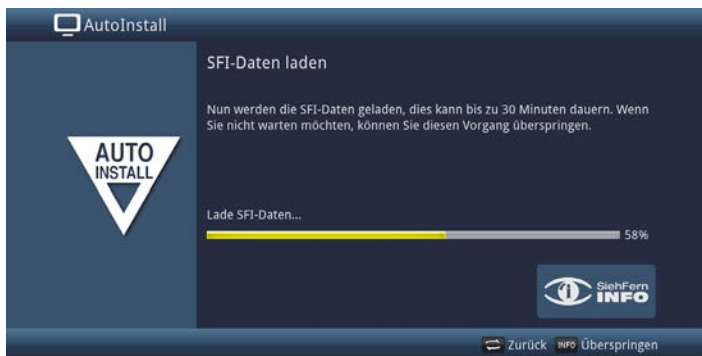 AutoInstall
SFI-Daten laden
Nun werden die SFI-Daten geladen, dies kann bis zu 30 Minuten dauern. Wenn
Sie nicht warten möchten, können Sie diesen Vorgang überspringen.
AUTO
INSTALL
Lade SFI-Daten...
58%
SiehFern
INFO
Zurück INFO Überspringen